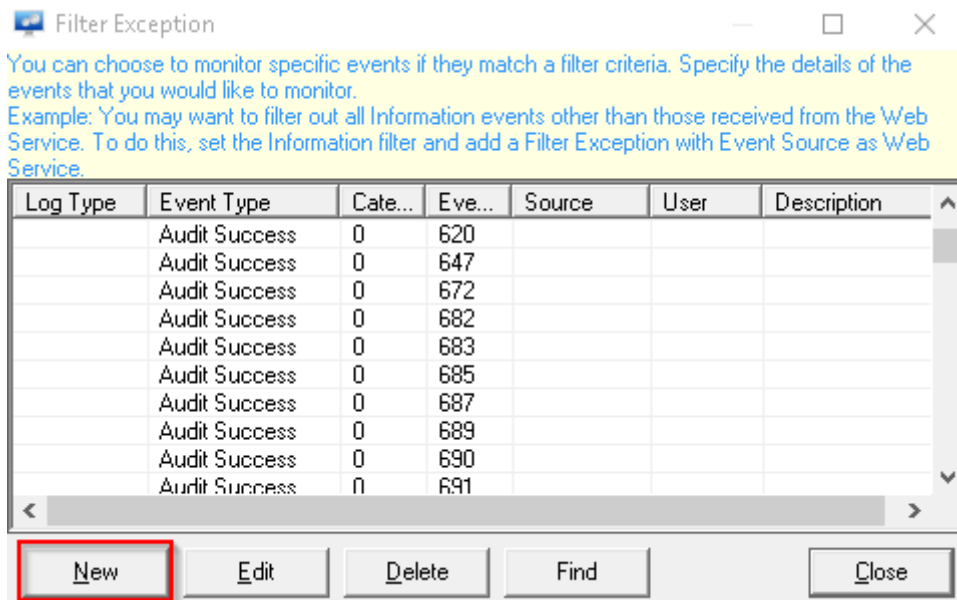 Filter Exception
You can choose to monitor specific events if they match a filter criteria. Specify the details of the
events that you would like to monitor.
Example: You may want to filter out all Information events other than those received from the Web
Service. To do this, set the Information filter and add a Filter Exception with Event Source as Web
Service.
Log Type Event Type Cate... Eve... Source User Description
Audit Success 0 620
Audit Success 0 647
Audit Success 0 672
Audit Success 0 682
Audit Success 0 683
Audit Success 0 685
Audit Success 0 687
Audit Success 0 689
Audit Success 0 690
Audit Success 0 691
New Edit Delete Find Close